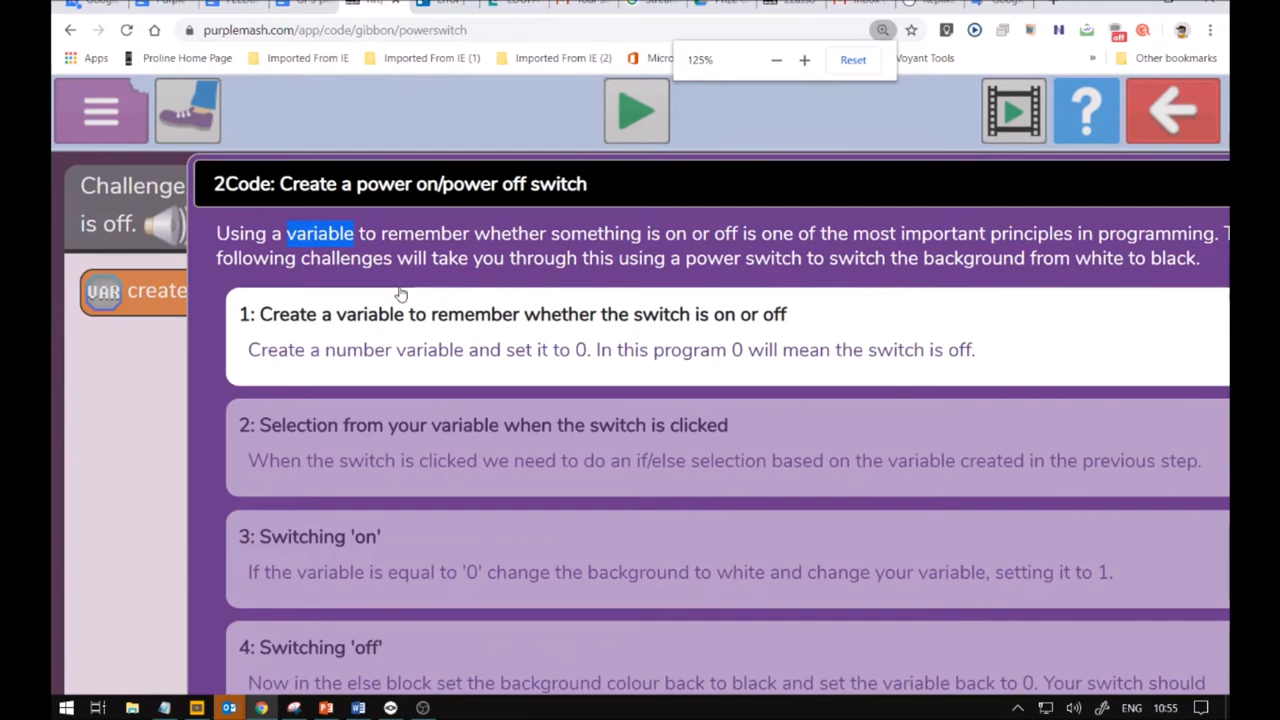 purplemash.com/app/code/gibbon/powerswitch
off
Apps Proline Home Page Imported From IE Imported From IE (1) Imported From IE (2) Micro Voyant Tools » Other bookmarks
125% Reset
Challenge
is off.
VAR create
2Code: Create a power on/power off switch
Using a variable to remember whether something is on or off is one of the most important principles in programming. T
following challenges will take you through this using a power switch to switch the background from white to black.
1: Create a variable to remember whether the switch is on or off
Create a number variable and set it to 0. In this program 0 will mean the switch is off.
2: Selection from your variable when the switch is clicked
When the switch is clicked we need to do an if/else selection based on the variable created in the previous step.
3: Switching 'on'
If the variable is equal to '0' change the background to white and change your variable, setting it to 1.
4: Switching 'off'
Now in the else block set the background colour back to black and set the variable back to 0. Your switch should
ENG 10:55